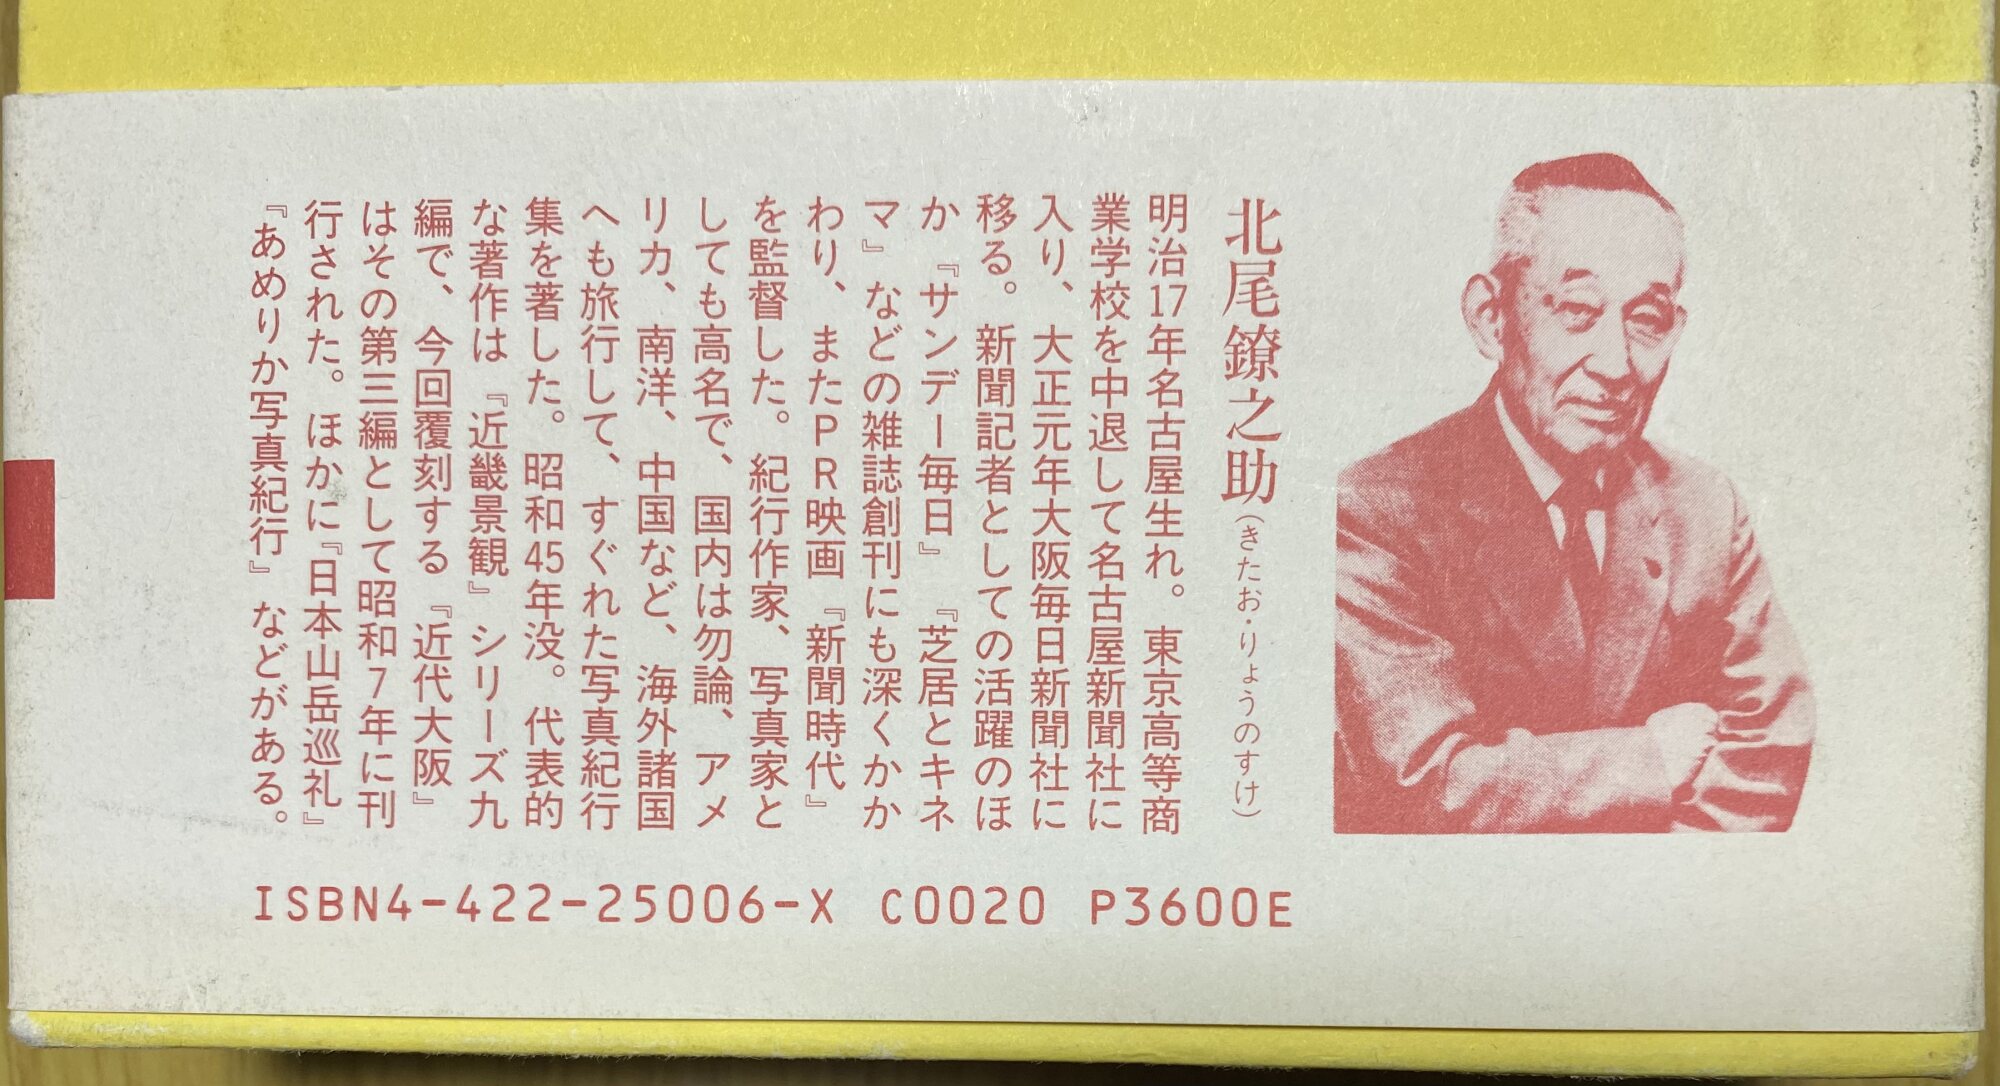 北尾鐐之助（きたお・りょうのすけ）
明治17年名古屋生れ。東京高等商
業学校を中退して名古屋新聞社に
入り、大正元年大阪毎日新聞社に
移る。新聞記者としての活躍のほ
か『サンデー毎日』『芝居とキネ
マ』などの雑誌創刊にも深くかか
わり、またPR映画『新聞時代』
を監督した。紀行作家、写真家と
しても高名で、国内は勿論、アメ
リカ、南洋、中国など、海外諸国
へも旅行して、すぐれた写真紀行
集を著した。昭和45年没。代表的
な著作は『近畿景観』シリーズ九
編で、今回覆刻する『近代大阪』
はその第三編として昭和7年に刊
行された。ほかに『日本山岳巡礼』
『あめりか写真紀行』などがある。
ISBN4-422-25006-X C0020 P3600E